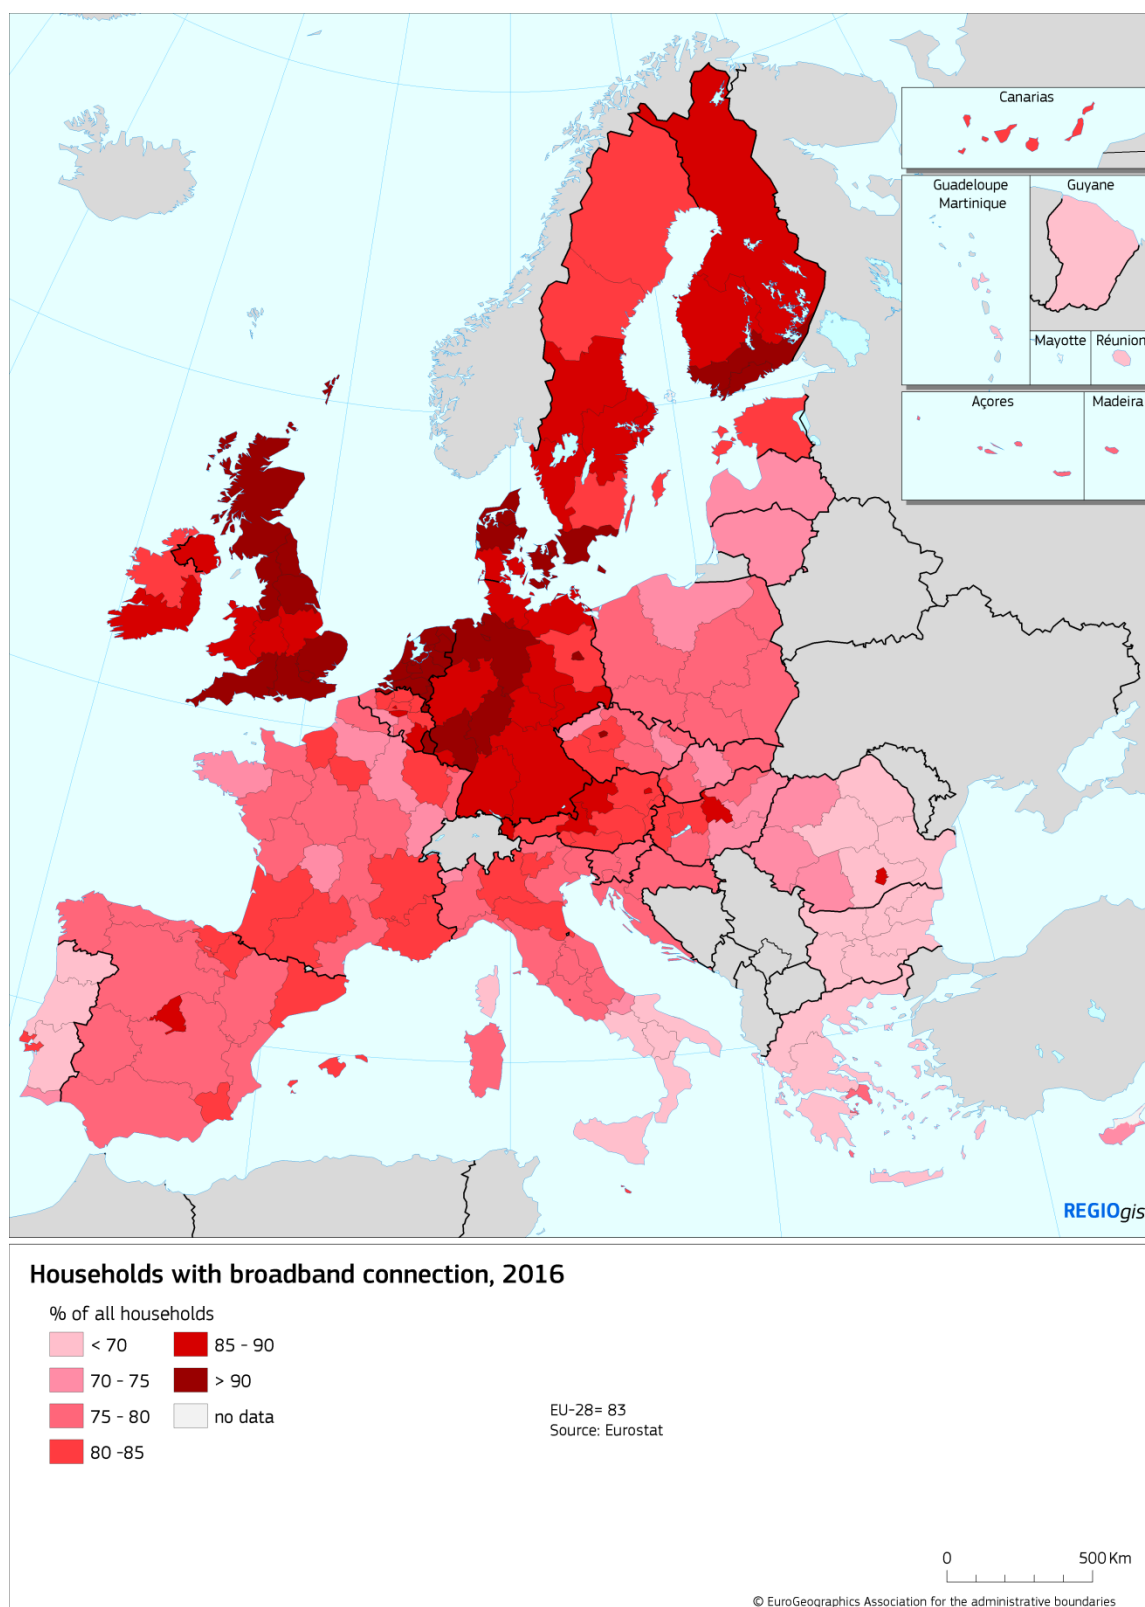 Canarias
Guadeloupe
Martinique
Guyane
Mayotte
Réunion
Açores
Madeira
REGIOgis
Households with broadband connection, 2016
% of all households
< 70
70 - 75
75 - 80
80 -85
85 - 90
> 90
no data
EU-28= 83
Source: Eurostat
0 500 Km
© EuroGeographics Association for the administrative boundaries